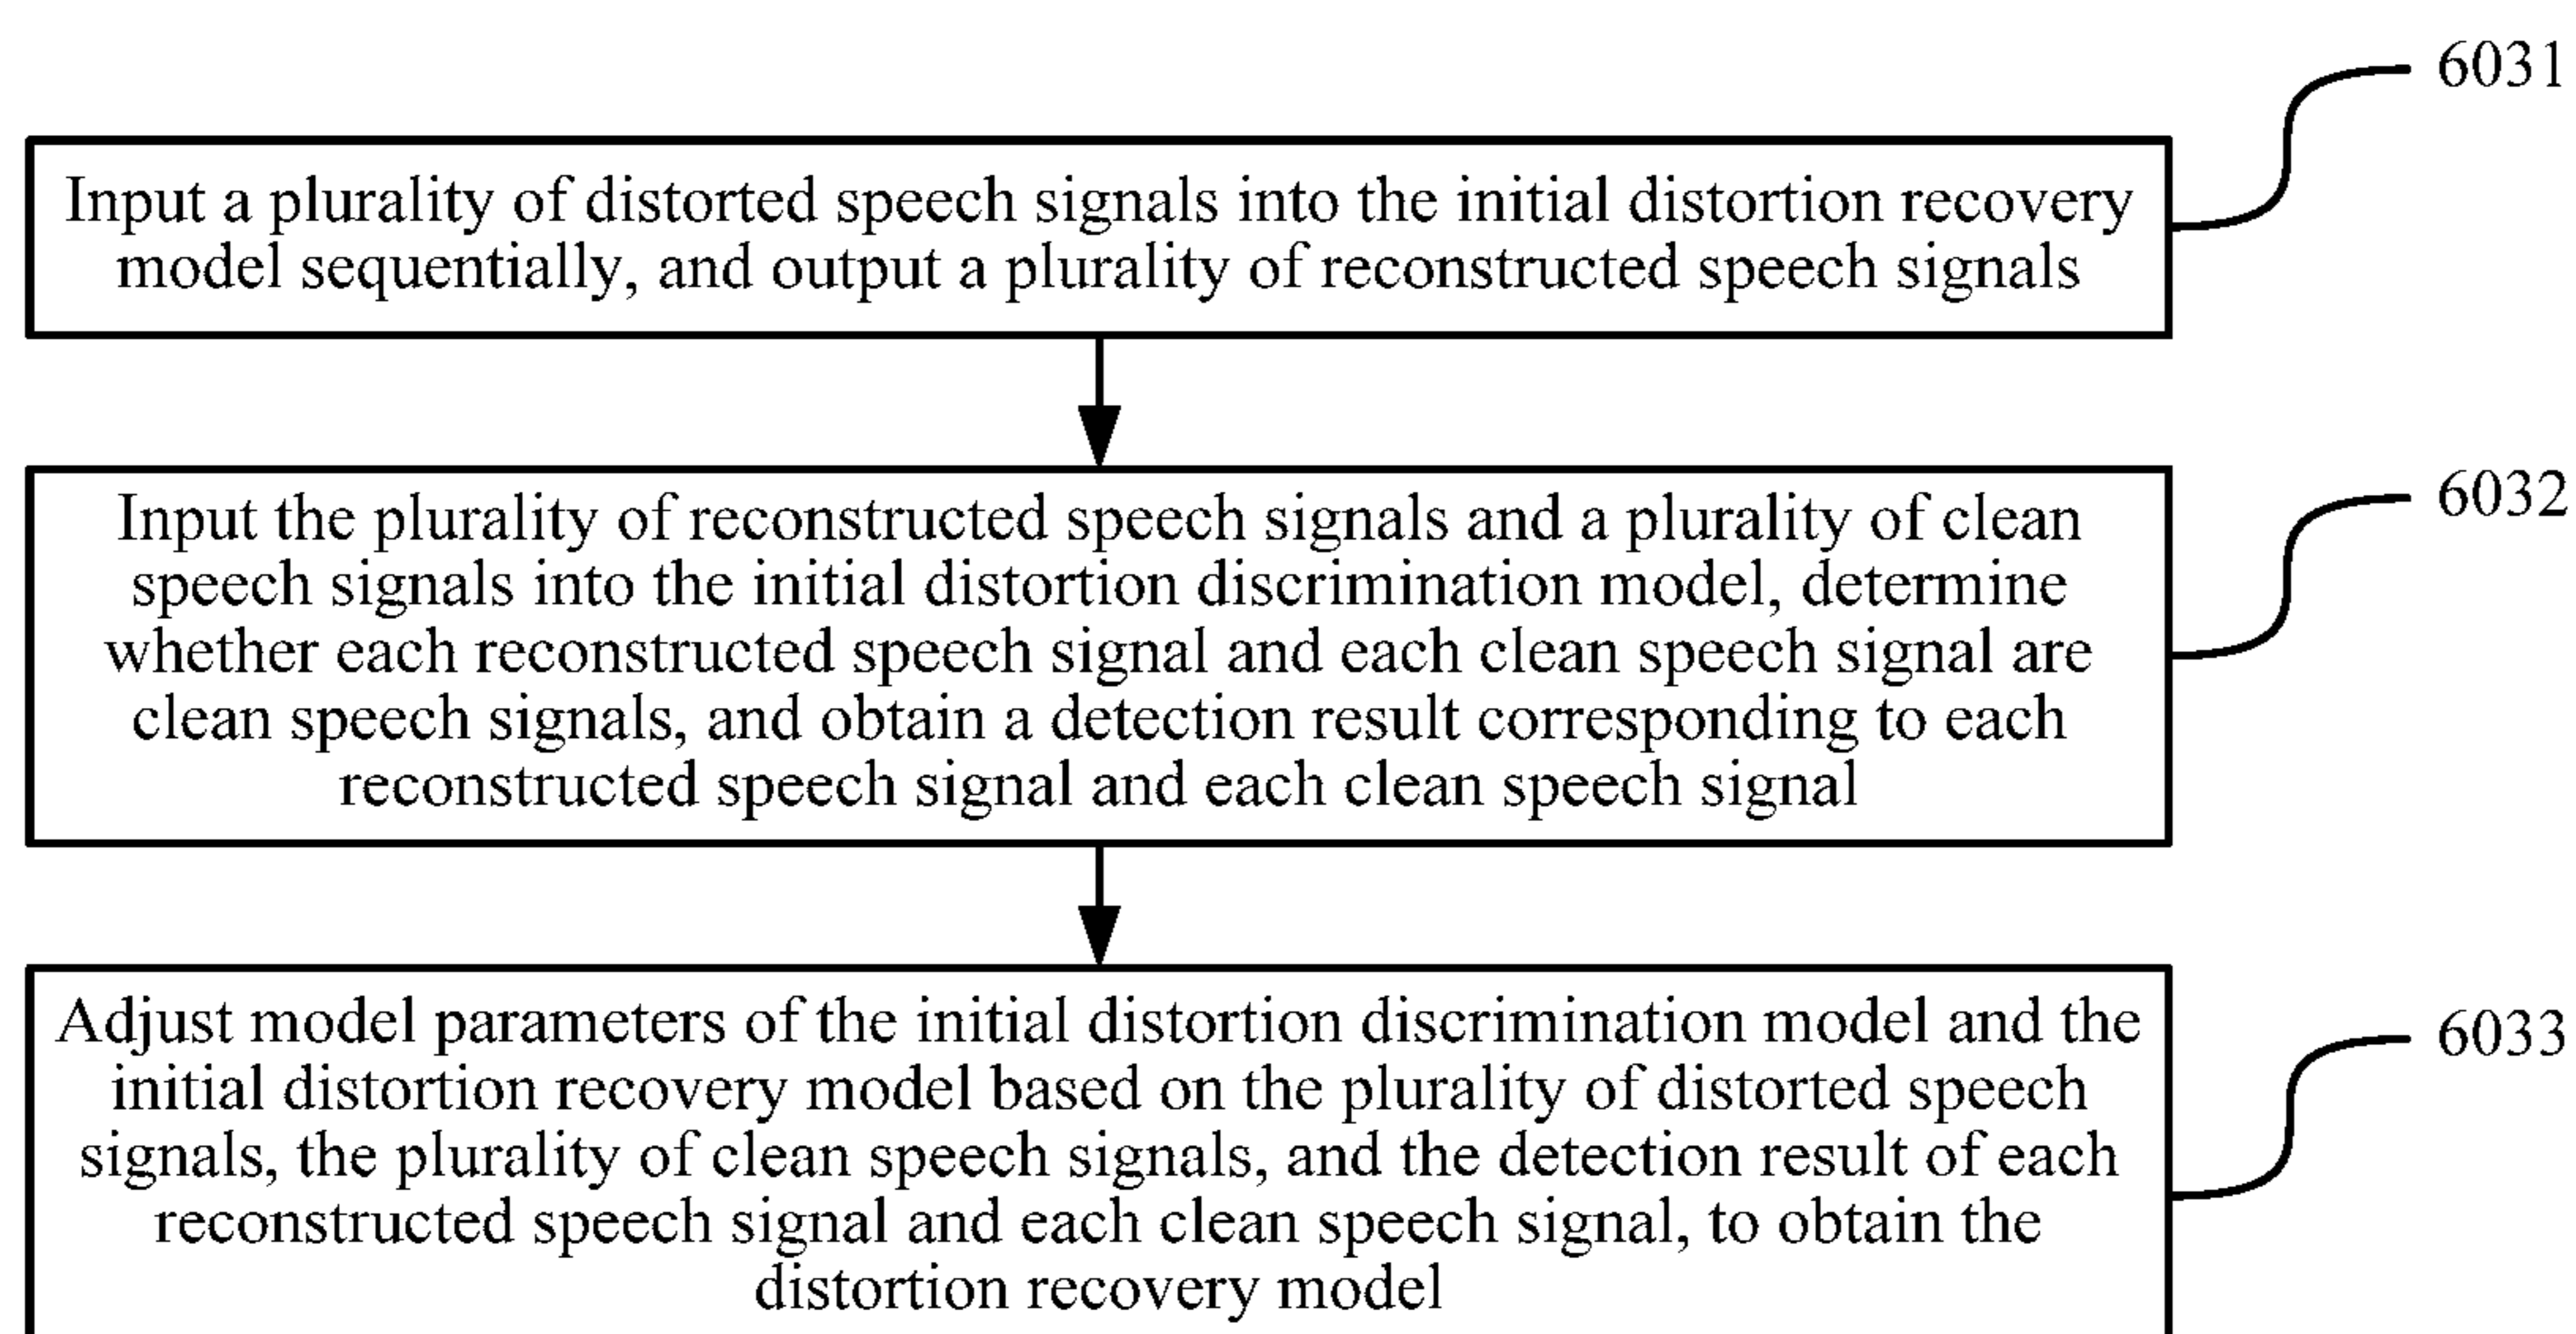 6031
Input a plurality of distorted speech signals into the initial distortion recovery
model sequentially, and output a plurality of reconstructed speech signals
6032
Input the plurality of reconstructed speech signals and a plurality of clean
speech signals into the initial distortion discrimination model, determine
whether each reconstructed speech signal and each clean speech signal are
clean speech signals, and obtain a detection result corresponding to each
reconstructed speech signal and each clean speech signal
6033
Adjust model parameters of the initial distortion discrimination model and the
initial distortion recovery model based on the plurality of distorted speech
signals, the plurality of clean speech signals, and the detection result of each
reconstructed speech signal and each clean speech signal, to obtain the
distortion recovery model